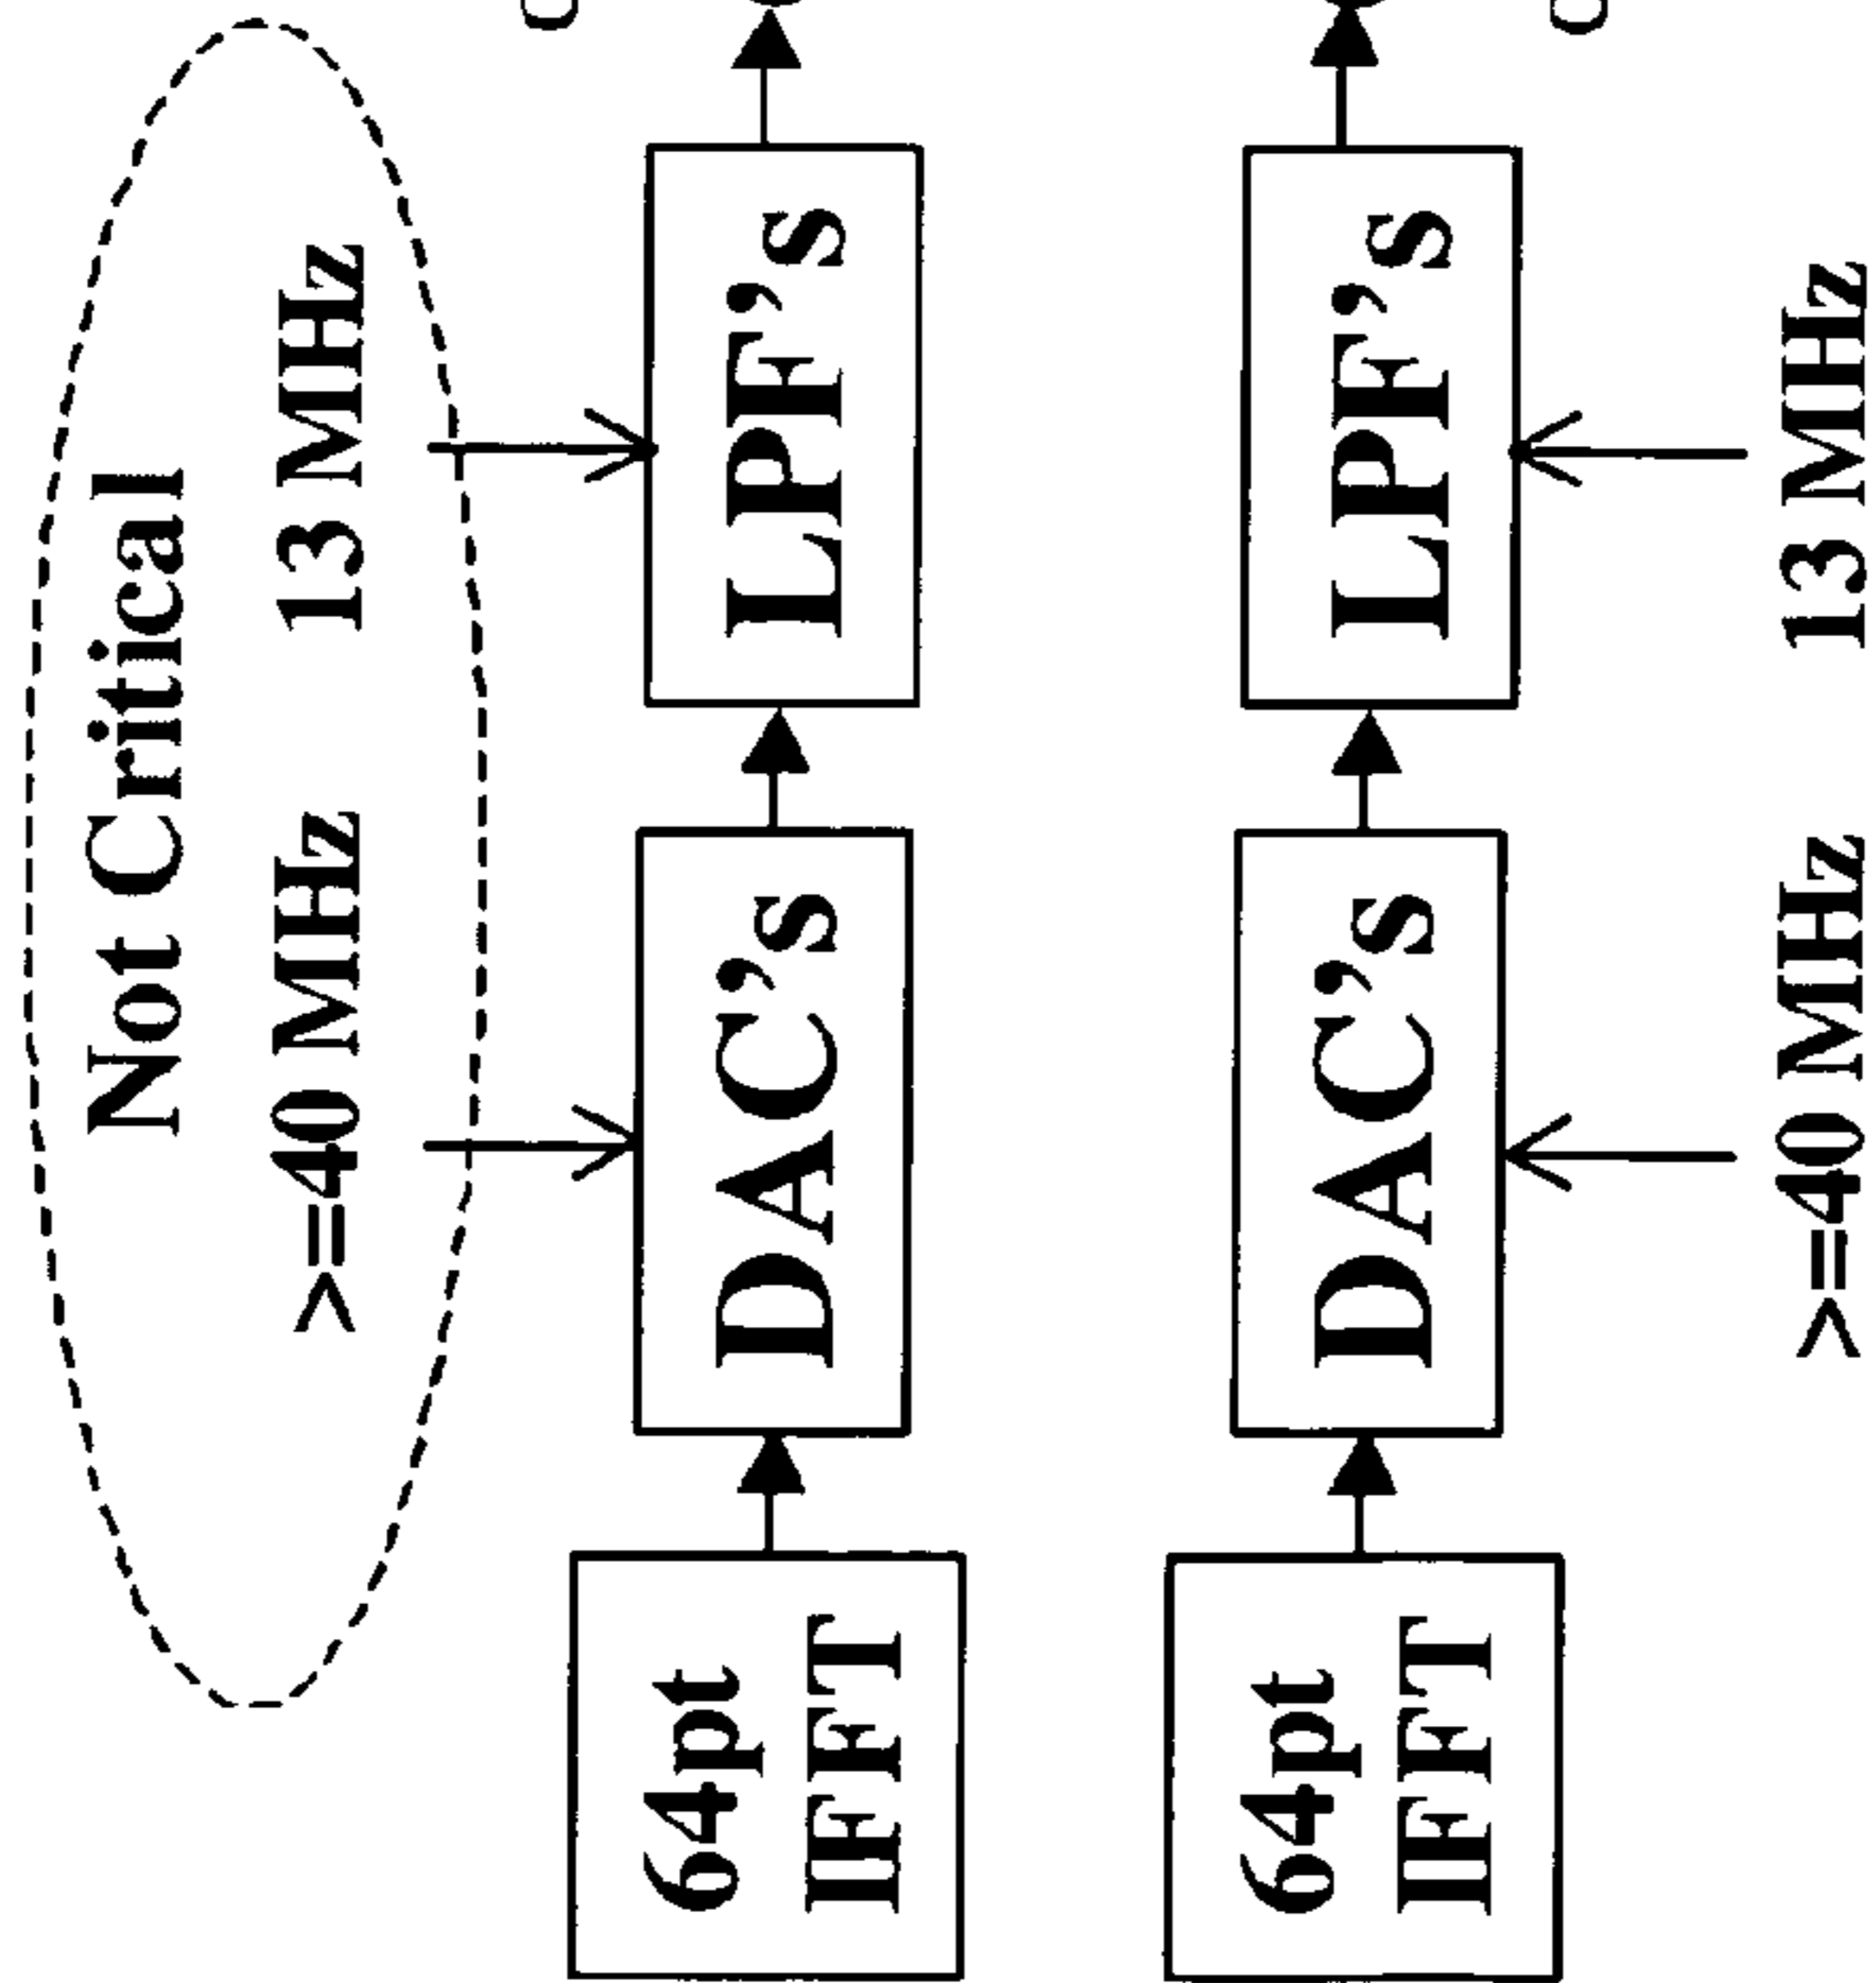 Not Critical
>=40 MHz
13 MHz
64pt
IFFT
DAC's
LPF's
64pt
IFFT
DAC's
LPF's
>=40 MHz
13 MHz